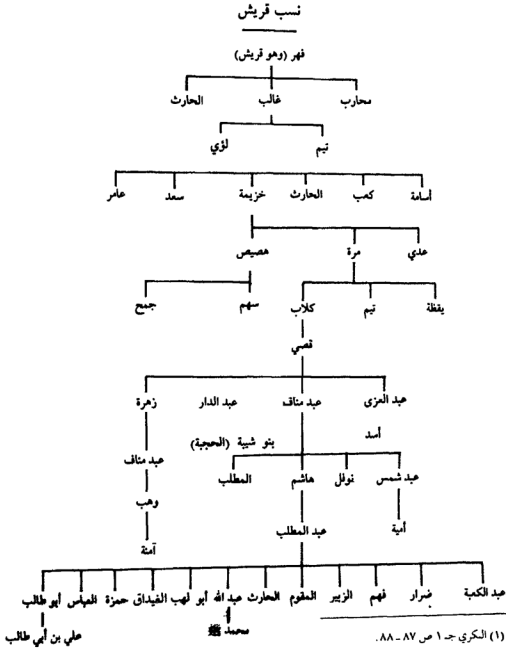 نسب قريش
فهر (وهو قريش)
محارب غالب الحارث
تيم لؤي
أسامة كعب الحارث خزيمة سعد عامر
عدي مرة هصيص
يقظة تيم كلاب سهم جمح
قصي
عبد العزى عبد مناف عبد الدار زهرة
أسد بنو شيبة (الحجبة) عبد مناف
عبد شمس نوفل هاشم المطلب
وهب
أمية عبد المطلب
آمنة
عبد الكعبة ضرار فهم الزبير المقوم الحارث أبو لهب عبد الله الغيداق حمزة العباس أبو طالب
محمد ﷺ علي بن أبي طالب
(١) البكري جـ ١ ص ٨٧ - ٨٨.